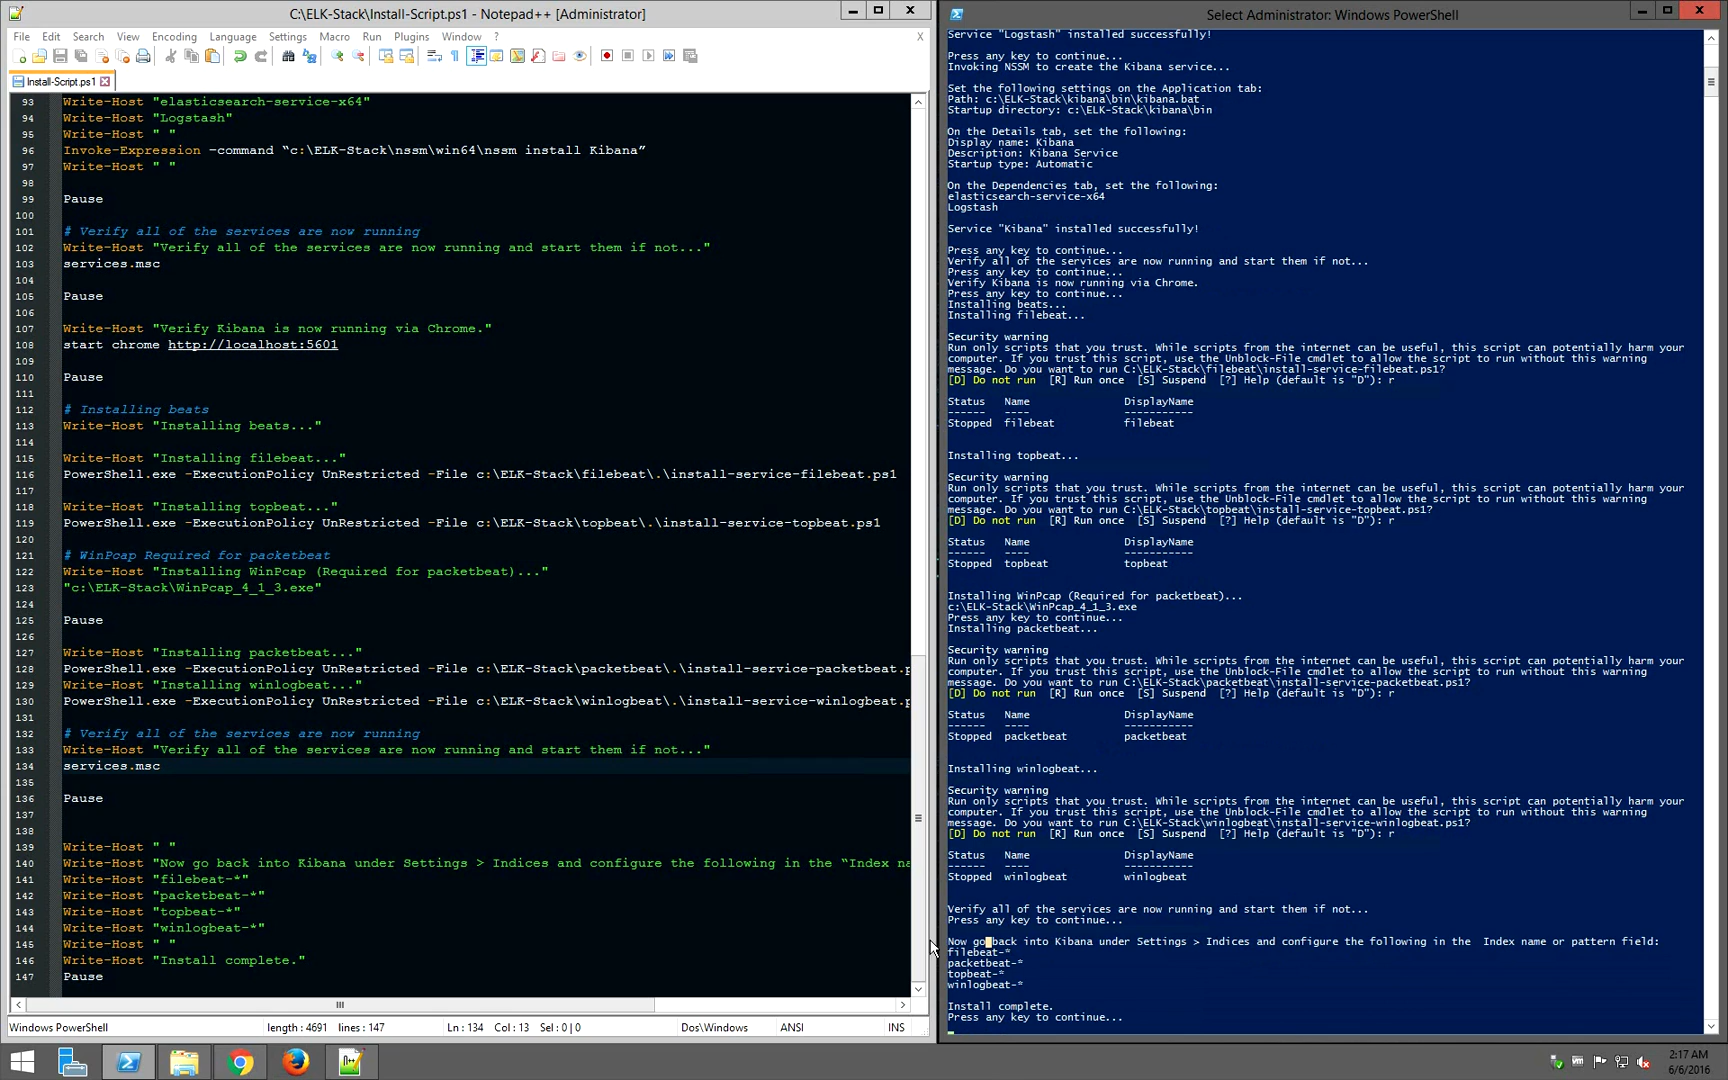 C:\ELK-Stack\Install-Script.ps1 - Notepad++ [Administrator]
File Edit Search View Encoding Language Settings Macro Run Plugins Window ? X
Install-Script.ps1
93 Write-Host "elasticsearch-service-x64"
94 Write-Host "Logstash"
95 Write-Host " "
96 Invoke-Expression –command “c:\ELK-Stack\nssm\win64\nssm install Kibana”
97 Write-Host " "
98
99 Pause
100
101 # Verify all of the services are now running
102 Write-Host "Verify all of the services are now running and start them if not..."
103 services.msc
104
105 Pause
106
107 Write-Host "Verify Kibana is now running via Chrome."
108 start chrome http://localhost:5601
109
110 Pause
111
112 # Installing beats
113 Write-Host "Installing beats..."
114
115 Write-Host "Installing filebeat..."
116 PowerShell.exe -ExecutionPolicy UnRestricted -File c:\ELK-Stack\filebeat\.\install-service-filebeat.ps1
117
118 Write-Host "Installing topbeat..."
119 PowerShell.exe -ExecutionPolicy UnRestricted -File c:\ELK-Stack\topbeat\.\install-service-topbeat.ps1
120
121 # WinPcap Required for packetbeat
122 Write-Host "Installing WinPcap (Required for packetbeat)..."
123 "c:\ELK-Stack\WinPcap_4_1_3.exe"
124
125 Pause
126
127 Write-Host "Installing packetbeat..."
128 PowerShell.exe -ExecutionPolicy UnRestricted -File c:\ELK-Stack\packetbeat\.\install-service-packetbeat.p
129 Write-Host "Installing winlogbeat..."
130 PowerShell.exe -ExecutionPolicy UnRestricted -File c:\ELK-Stack\winlogbeat\.\install-service-winlogbeat.p
131
132 # Verify all of the services are now running
133 Write-Host "Verify all of the services are now running and start them if not..."
134 services.msc
135
136 Pause
137
138
139 Write-Host " "
140 Write-Host "Now go back into Kibana under Settings > Indices and configure the following in the “Index na
141 Write-Host "filebeat-*"
142 Write-Host "packetbeat-*"
143 Write-Host "topbeat-*"
144 Write-Host "winlogbeat-*"
145 Write-Host " "
146 Write-Host "Install complete."
147 Pause
Windows PowerShell length : 4691 lines : 147 Ln : 134 Col : 13 Sel : 0 | 0 Dos\Windows ANSI INS
Select Administrator: Windows PowerShell
Service "Logstash" installed successfully!
Press any key to continue...
Invoking NSSM to create the Kibana service...
Set the following settings on the Application tab:
Path: c:\ELK-Stack\kibana\bin\kibana.bat
Startup directory: c:\ELK-Stack\kibana\bin
On the Details tab, set the following:
Display name: Kibana
Description: Kibana Service
Startup type: Automatic
On the Dependencies tab, set the following:
elasticsearch-service-x64
Logstash
Service "Kibana" installed successfully!
Press any key to continue...
Verify all of the services are now running and start them if not...
Press any key to continue...
Verify Kibana is now running via Chrome.
Press any key to continue...
Installing beats...
Installing filebeat...
Security warning
Run only scripts that you trust. While scripts from the internet can be useful, this script can potentially harm your
computer. If you trust this script, use the Unblock-File cmdlet to allow the script to run without this warning
message. Do you want to run C:\ELK-Stack\filebeat\install-service-filebeat.ps1?
[D] Do not run [R] Run once [S] Suspend [?] Help (default is "D"): r
Status Name DisplayName
------ ---- -----------
Stopped filebeat filebeat
Installing topbeat...
Security warning
Run only scripts that you trust. While scripts from the internet can be useful, this script can potentially harm your
computer. If you trust this script, use the Unblock-File cmdlet to allow the script to run without this warning
message. Do you want to run C:\ELK-Stack\topbeat\install-service-topbeat.ps1?
[D] Do not run [R] Run once [S] Suspend [?] Help (default is "D"): r
Status Name DisplayName
------ ---- -----------
Stopped topbeat topbeat
Installing WinPcap (Required for packetbeat)...
c:\ELK-Stack\WinPcap_4_1_3.exe
Press any key to continue...
Installing packetbeat...
Security warning
Run only scripts that you trust. While scripts from the internet can be useful, this script can potentially harm your
computer. If you trust this script, use the Unblock-File cmdlet to allow the script to run without this warning
message. Do you want to run C:\ELK-Stack\packetbeat\install-service-packetbeat.ps1?
[D] Do not run [R] Run once [S] Suspend [?] Help (default is "D"): r
Status Name DisplayName
------ ---- -----------
Stopped packetbeat packetbeat
Installing winlogbeat...
Security warning
Run only scripts that you trust. While scripts from the internet can be useful, this script can potentially harm your
computer. If you trust this script, use the Unblock-File cmdlet to allow the script to run without this warning
message. Do you want to run C:\ELK-Stack\winlogbeat\install-service-winlogbeat.ps1?
[D] Do not run [R] Run once [S] Suspend [?] Help (default is "D"): r
Status Name DisplayName
------ ---- -----------
Stopped winlogbeat winlogbeat
Verify all of the services are now running and start them if not...
Press any key to continue...
Now go back into Kibana under Settings > Indices and configure the following in the Index name or pattern field:
filebeat-*
packetbeat-*
topbeat-*
winlogbeat-*
Install complete.
Press any key to continue...
2:17 AM
6/6/2016